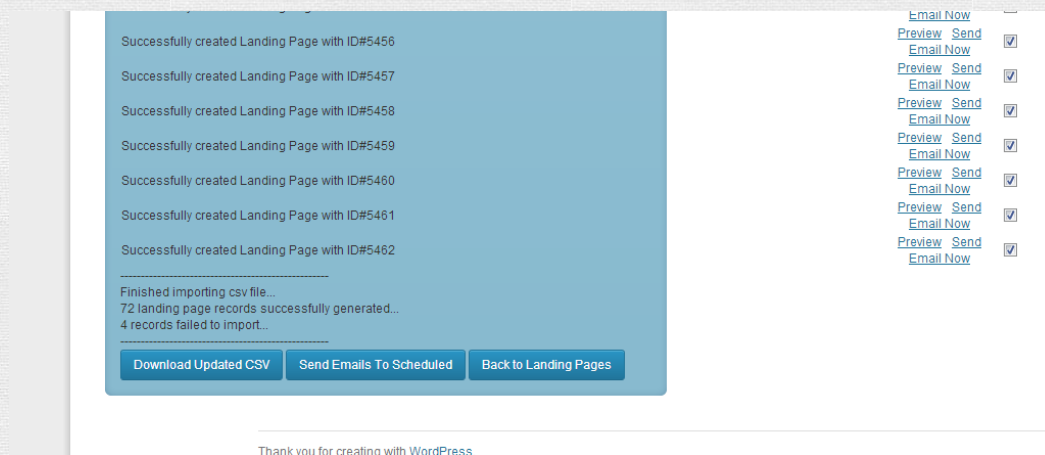 Email Now
Successfully created Landing Page with ID#5456
Preview Send
Email Now
Successfully created Landing Page with ID#5457
Preview Send
Email Now
Successfully created Landing Page with ID#5458
Preview Send
Email Now
Successfully created Landing Page with ID#5459
Preview Send
Email Now
Successfully created Landing Page with ID#5460
Preview Send
Email Now
Successfully created Landing Page with ID#5461
Preview Send
Email Now
Successfully created Landing Page with ID#5462
Preview Send
Email Now
----------------------------------------------------
Finished importing csv file...
72 landing page records successfully generated...
4 records failed to import...
----------------------------------------------------
Download Updated CSV Send Emails To Scheduled Back to Landing Pages
Thank you for creating with WordPress